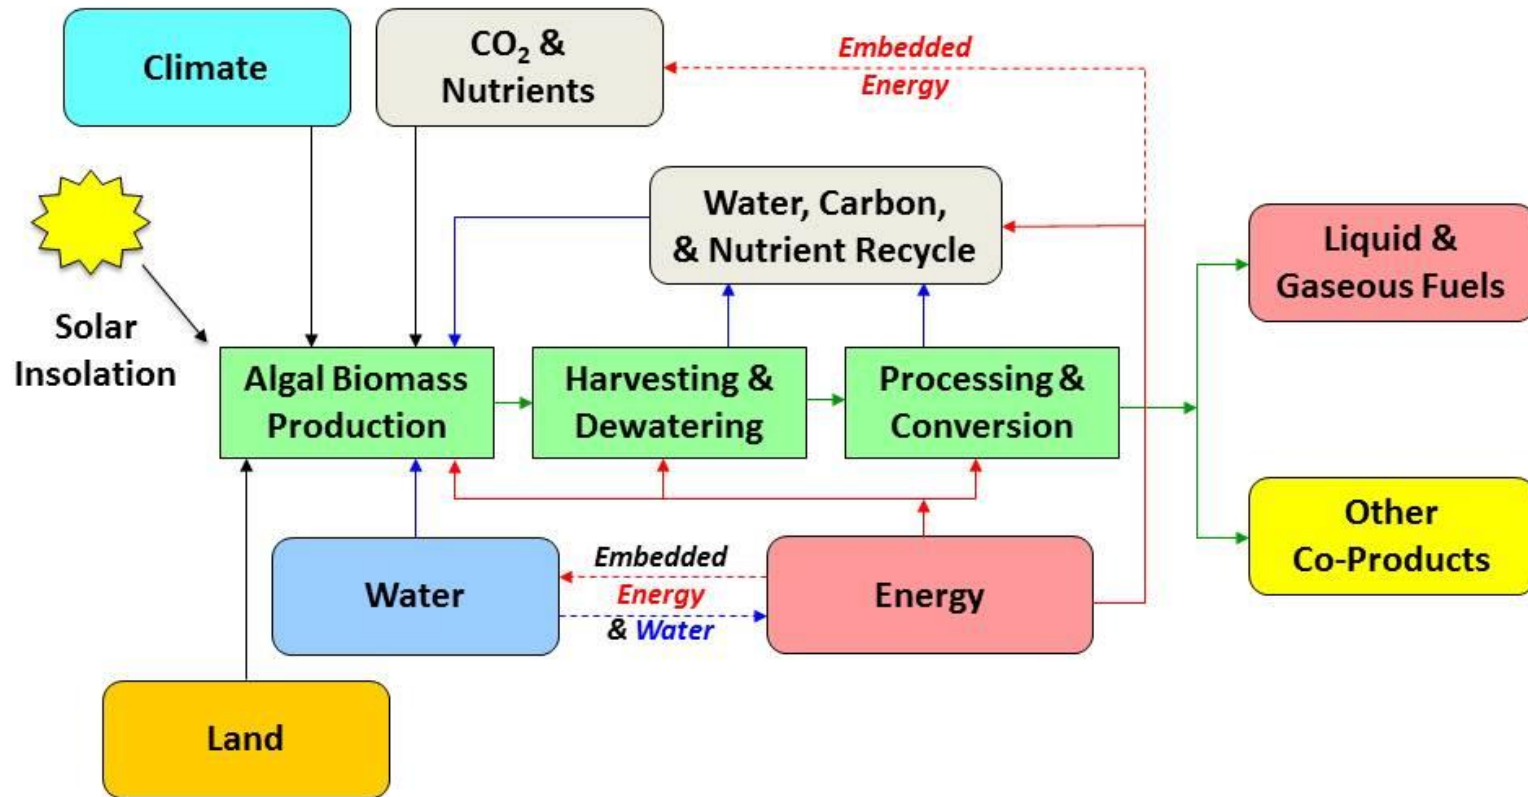 Climate
CO₂ &
Nutrients
Embedded
Energy
Water, Carbon,
& Nutrient Recycle
Liquid &
Gaseous Fuels
Solar
Insolation
Algal Biomass
Production
Harvesting &
Dewatering
Processing &
Conversion
Other
Co-Products
Water
Embedded
Energy
& Water
Energy
Land